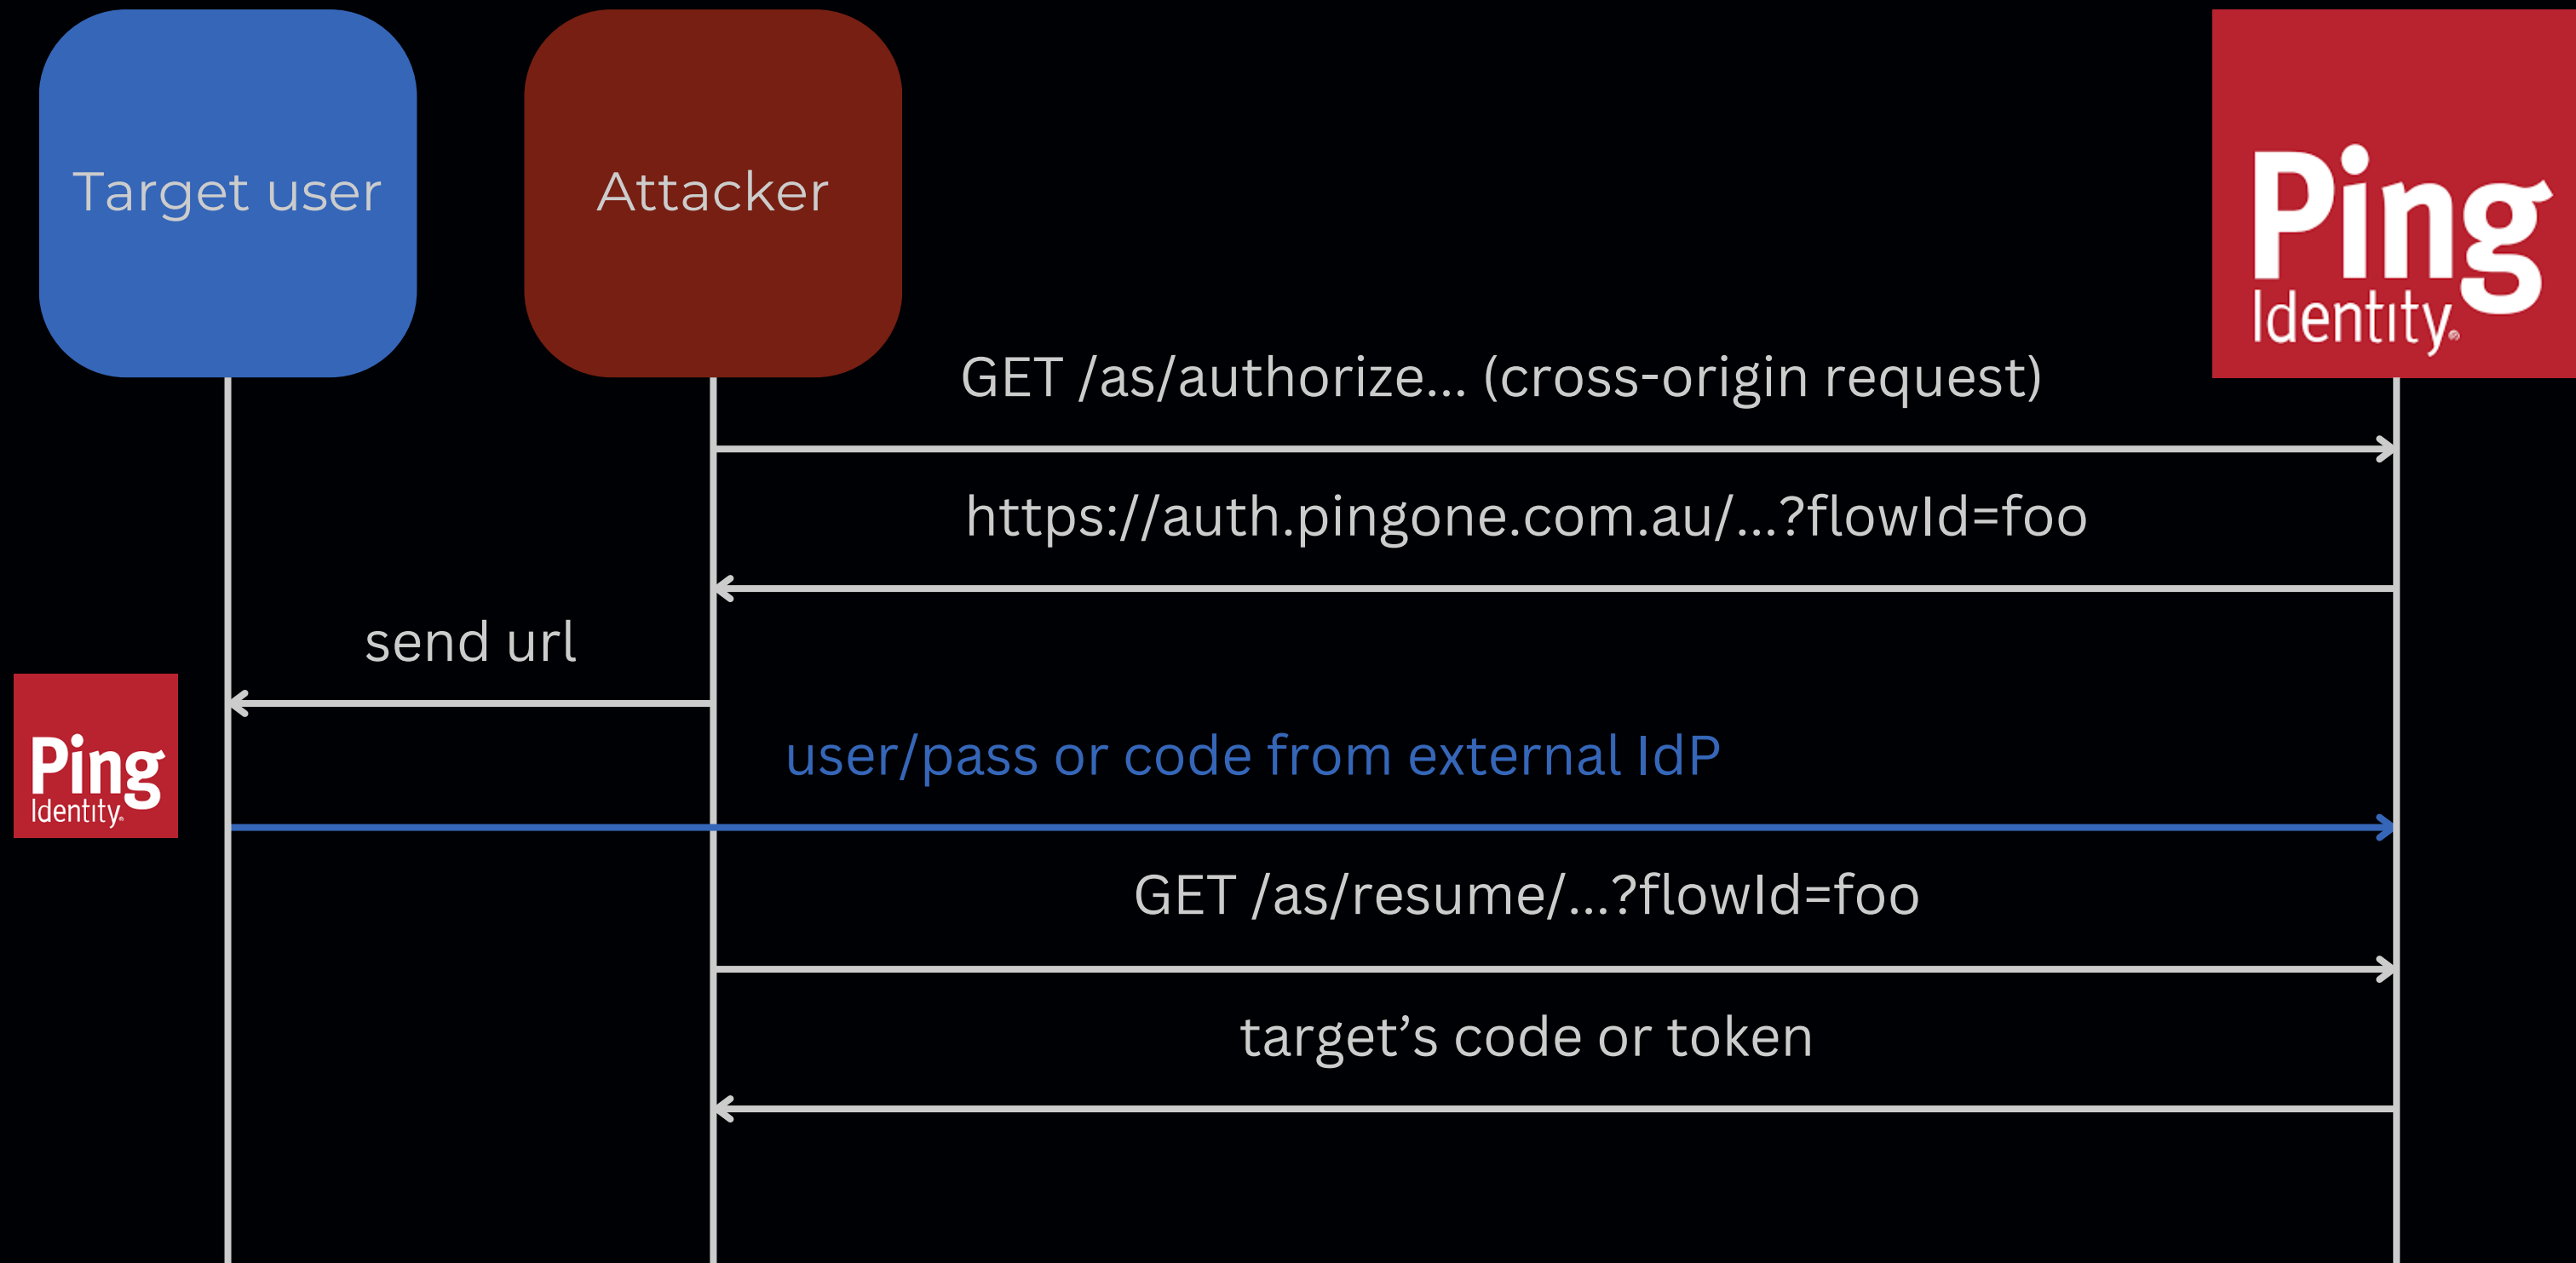 Target user
Attacker
Ping
Identity®
GET /as/authorize... (cross-origin request)
https://auth.pingone.com.au/...?flowId=foo
send url
Ping
Identity
user/pass or code from external IdP
GET /as/resume/...?flowId=foo
target’s code or token